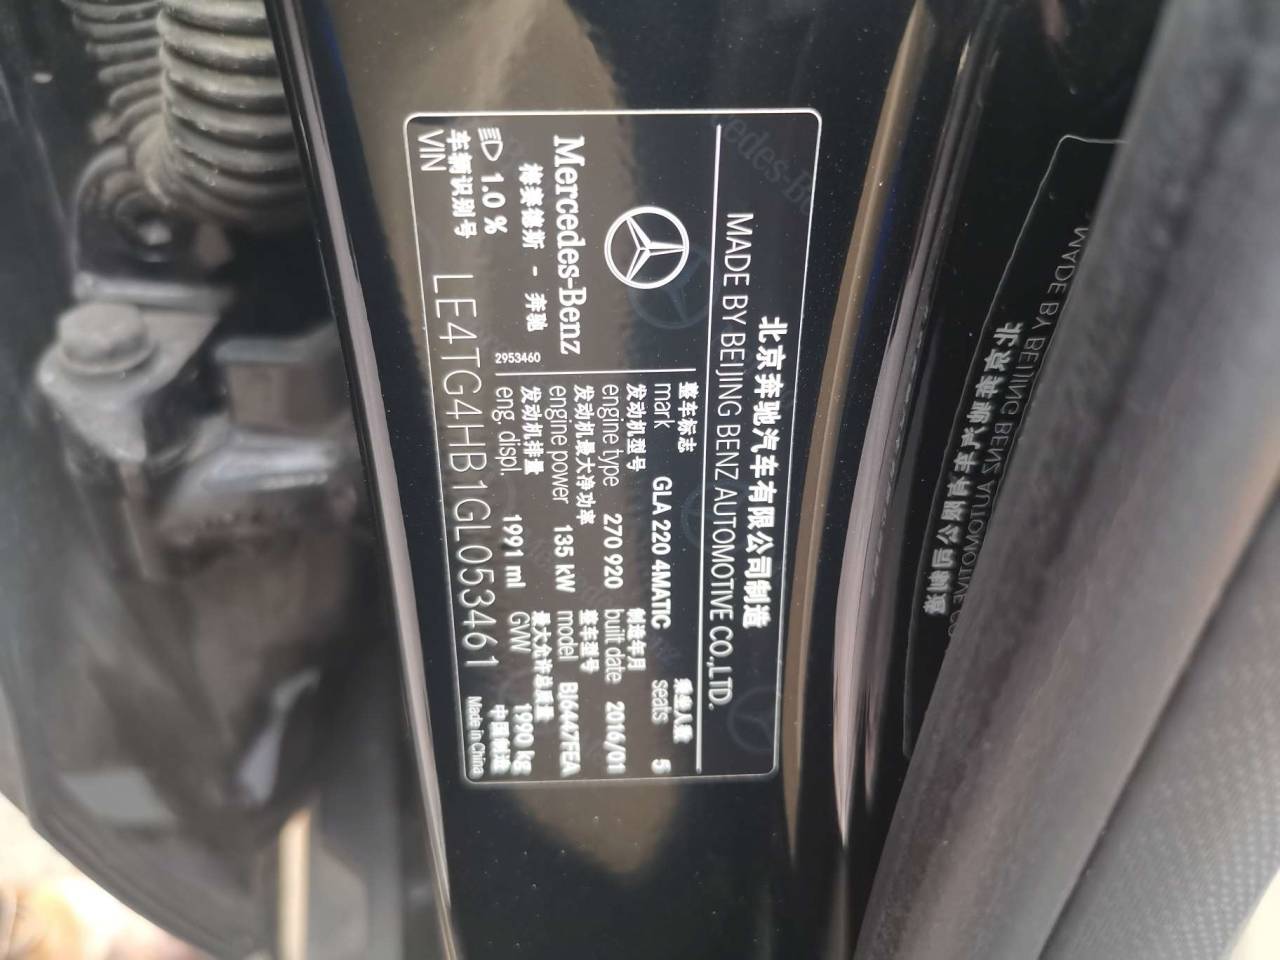 北京奔驰汽车有限公司制造
MADE BY BEIJING BENZ AUTOMOTIVE CO.,LTD.
Mercedes-Benz
梅赛德斯 - 奔驰
2953460
整车标志
mark GLA 220 4MATIC
乘坐人数
seats 5
发动机型号
engine type 270 920
制造年月
built date 2016/01
发动机最大净功率
engine power 135 kW
整车型号
model BJ6447FEA
发动机排量
eng. displ. 1991 ml
最大允许总质量
GVW 1990 kg
1.0 %
车辆识别号
VIN LE4TG4HB1GL053461
中国制造
Made in China